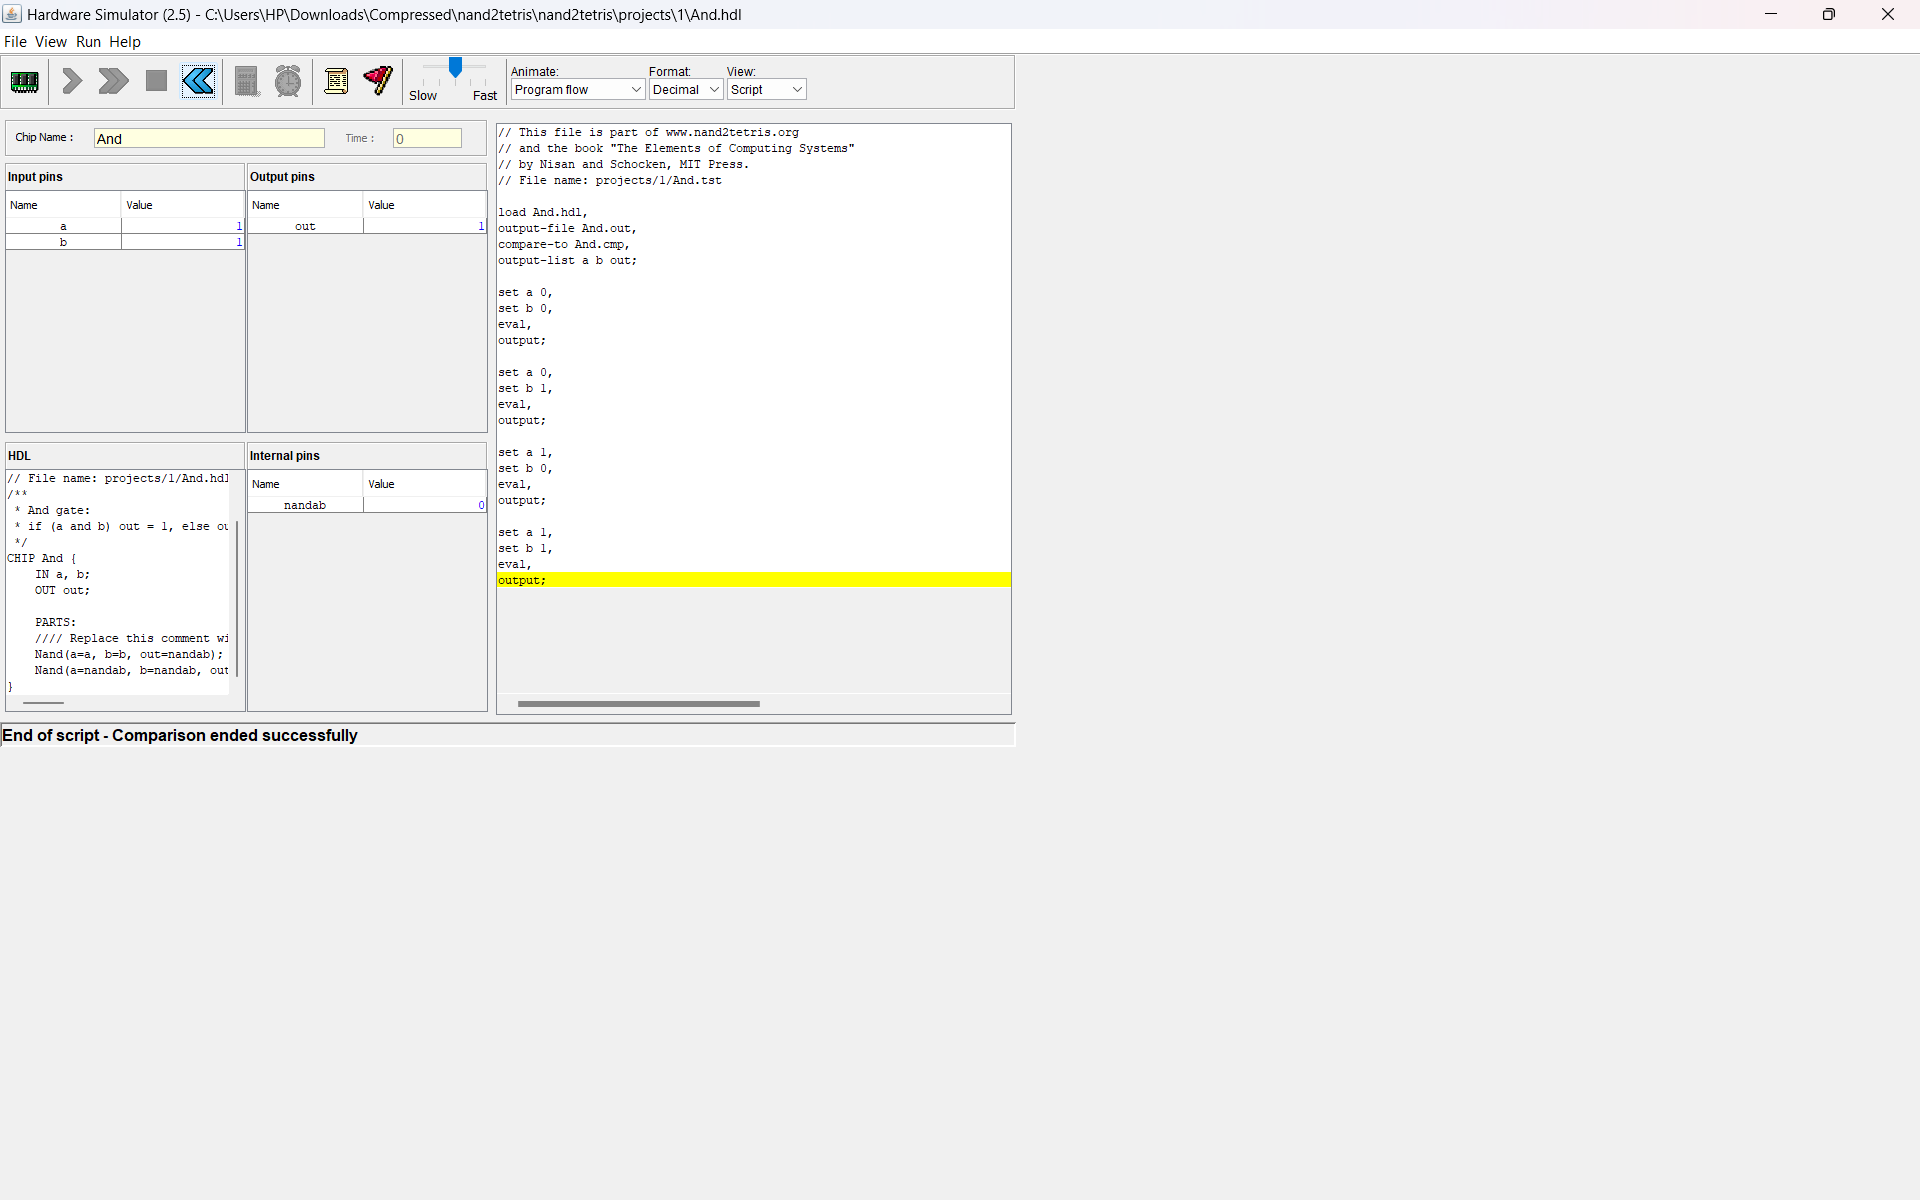 Hardware Simulator (2.5) - C:\Users\HP\Downloads\Compressed\nand2tetris\nand2tetris\projects\1\And.hdl
File View Run Help
Slow Fast
Animate: Format: View:
Program flow Decimal Script
Chip Name : And Time : 0
Input pins
Name Value
a 1
b 1
Output pins
Name Value
out 1
HDL
// File name: projects/1/And.hdl
/**
* And gate:
* if (a and b) out = 1, else ou
*/
CHIP And {
IN a, b;
OUT out;
PARTS:
//// Replace this comment wi
Nand(a=a, b=b, out=nandab);
Nand(a=nandab, b=nandab, out
}
Internal pins
Name Value
nandab 0
// This file is part of www.nand2tetris.org
// and the book "The Elements of Computing Systems"
// by Nisan and Schocken, MIT Press.
// File name: projects/1/And.tst
load And.hdl,
output-file And.out,
compare-to And.cmp,
output-list a b out;
set a 0,
set b 0,
eval,
output;
set a 0,
set b 1,
eval,
output;
set a 1,
set b 0,
eval,
output;
set a 1,
set b 1,
eval,
output;
End of script - Comparison ended successfully